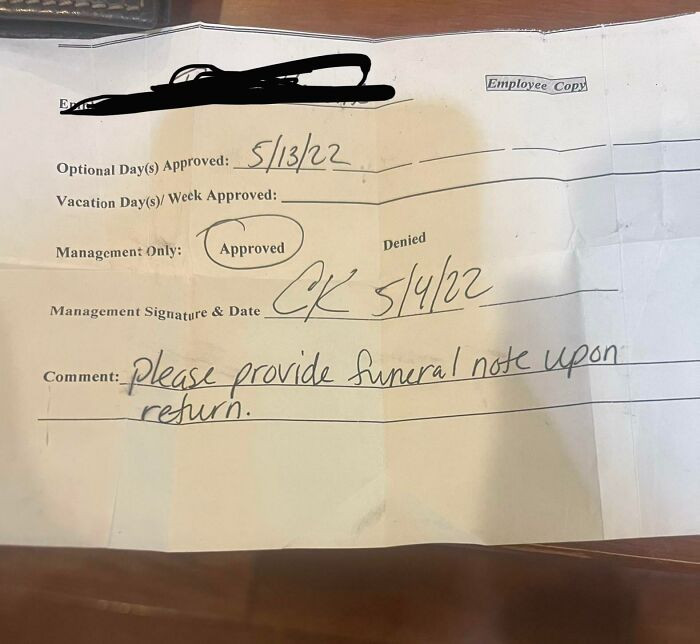 Employee Copy
Optional Day(s) Approved: 5/13/22
Vacation Day(s)/ Week Approved:
Management Only: Approved Denied
Management Signature & Date CK 5/4/22
Comment: Please provide funeral note upon
return.